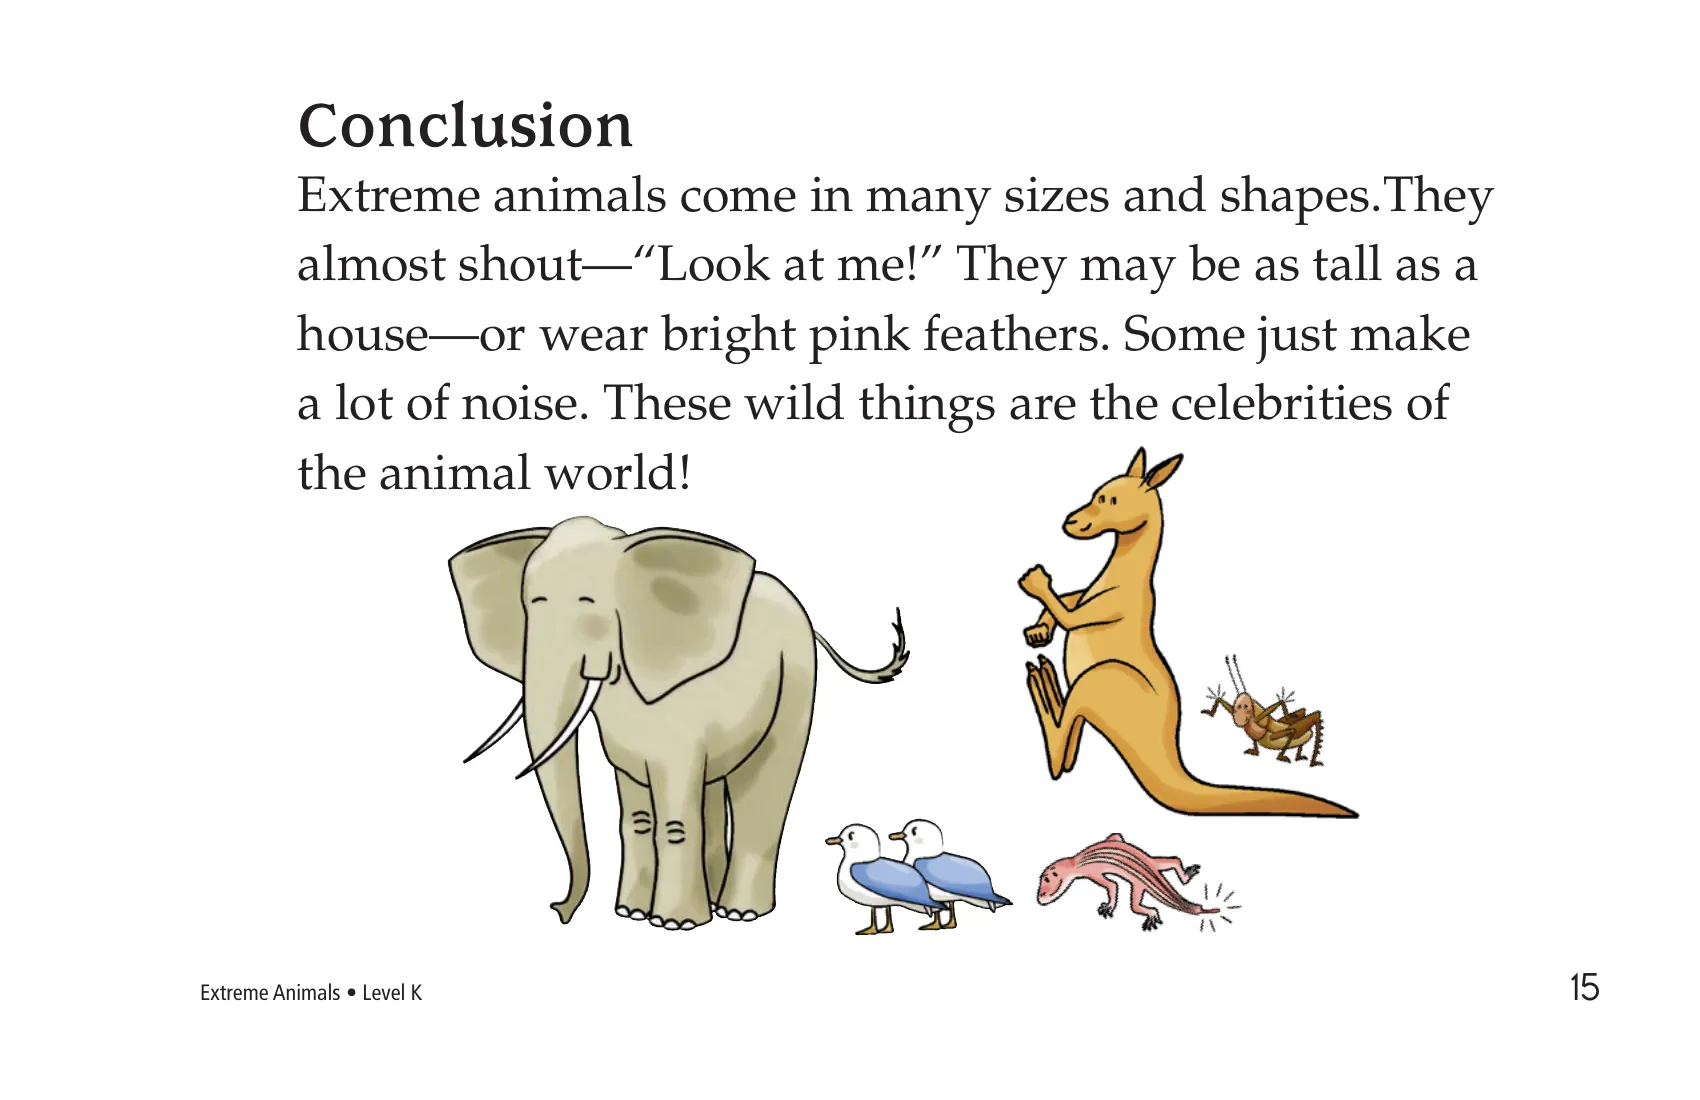 Conclusion
Extreme animals come in many sizes and shapes.They
almost shout—“Look at me!” They may be as tall as a
house—or wear bright pink feathers. Some just make
a lot of noise. These wild things are the celebrities of
the animal world!
Extreme Animals • Level K
15